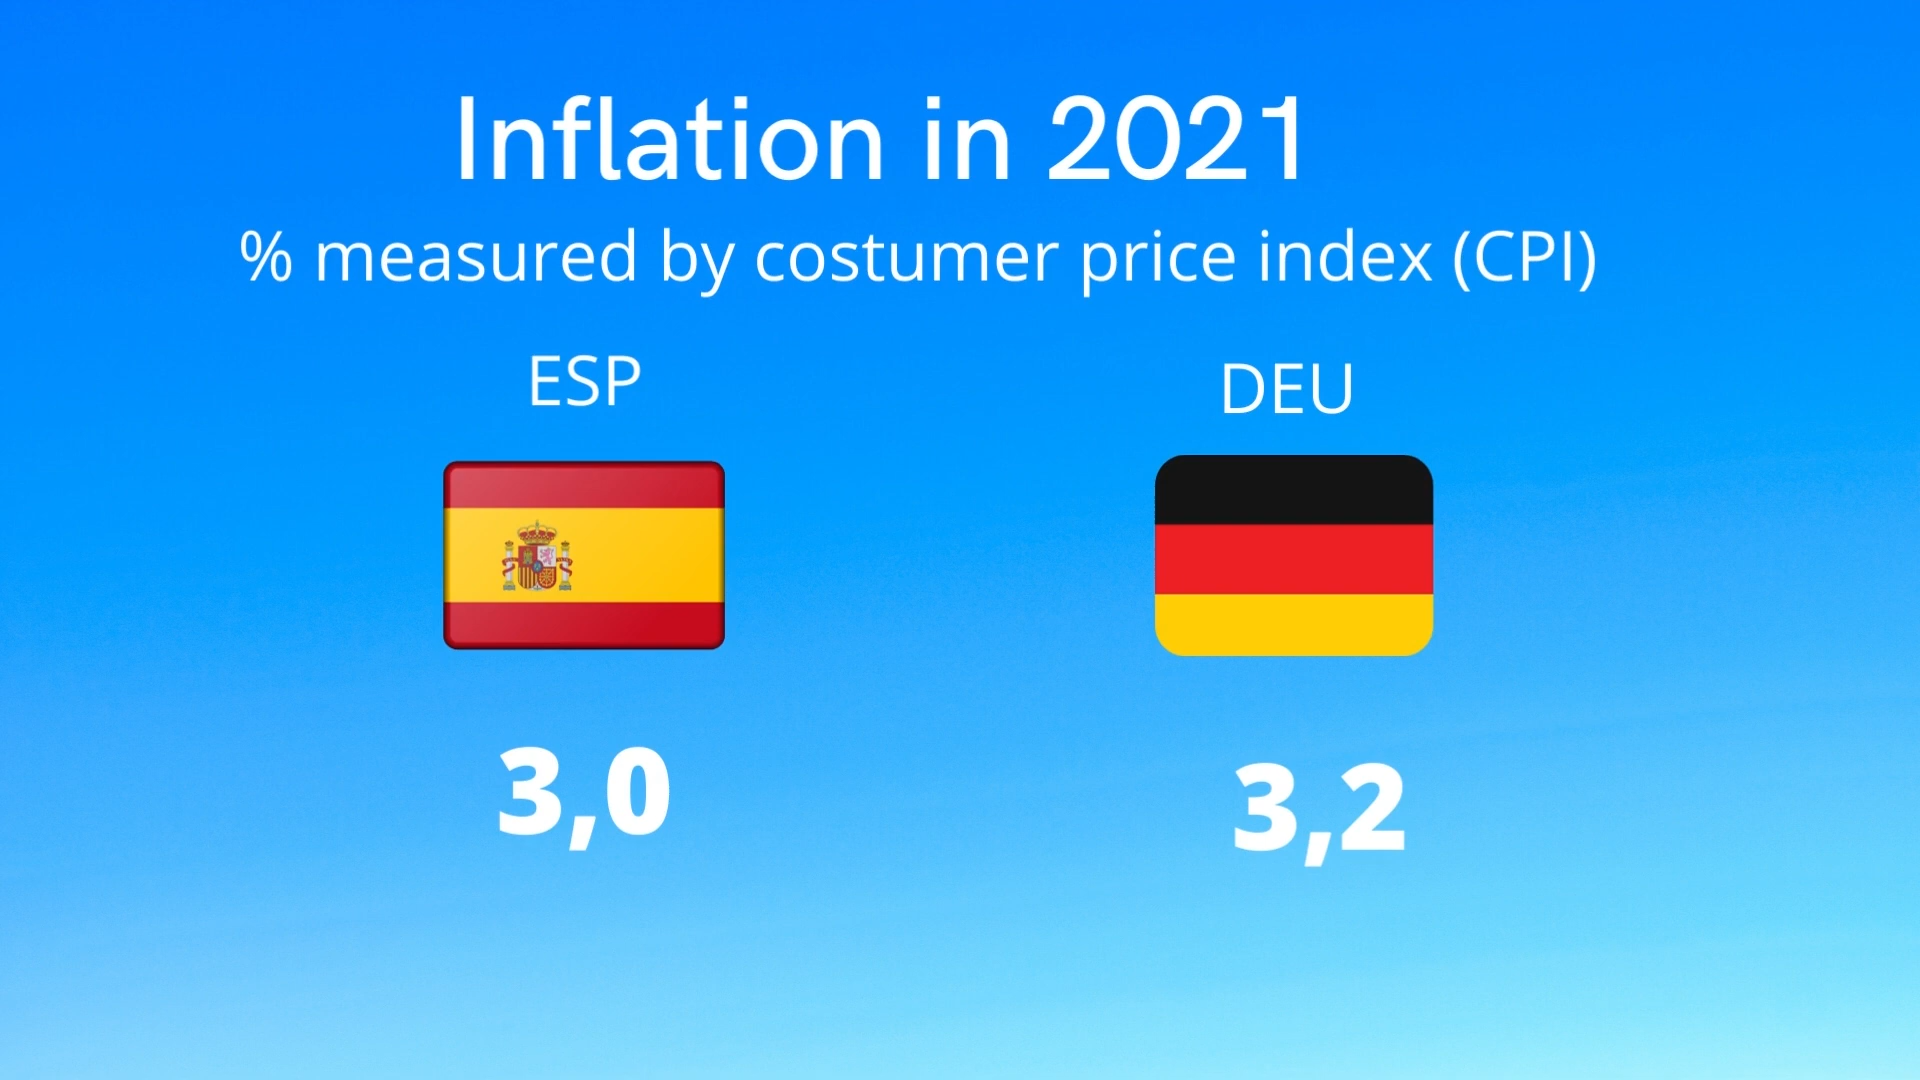 Inflation in 2021
% measured by costumer price index (CPI)
ESP
DEU
3,0
3,2